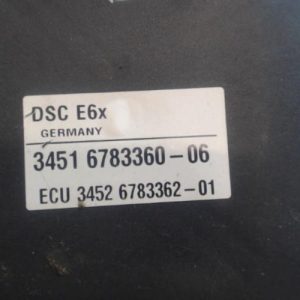 DSC E6x
GERMANY
3451 6783360-06
ECU 3452 6783362-01